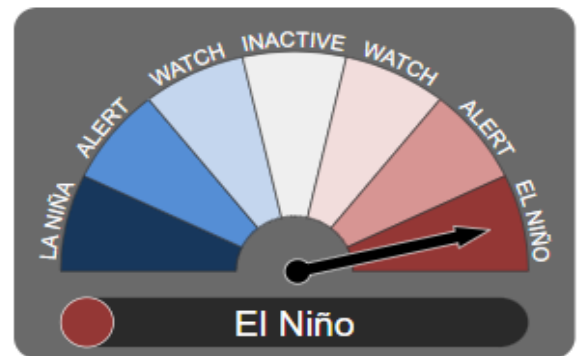 LA NIÑA
ALERT
WATCH
INACTIVE
WATCH
ALERT
EL NIÑO
El Niño